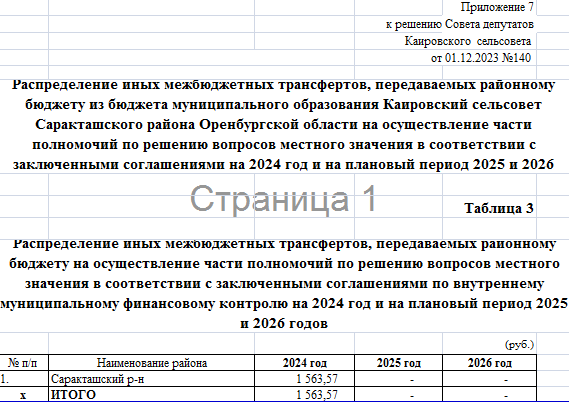 Приложение 7
к решению Совета депутатов
Каировского сельсовета
от 01.12.2023 №140
Распределение иных межбюджетных трансфертов, передаваемых районному
бюджету из бюджета муниципального образования Каировский сельсовет
Саракташского района Оренбургской области на осуществление части
полномочий по решению вопросов местного значения в соответствии с
заключенными соглашениями на 2024 год и на плановый период 2025 и 2026
Страница 1
Таблица 3
Распределение иных межбюджетных трансфертов, передаваемых районному
бюджету на осуществление части полномочий по решению вопросов местного
значения в соответствии с заключенными соглашениями по внутреннему
муниципальному финансовому контролю на 2024 год и на плановый период 2025
и 2026 годов
(руб.)
№ п/п Наименование района 2024 год 2025 год 2026 год
1. Саракташский р-н 1 563,57 - -
х ИТОГО 1 563,57 - -